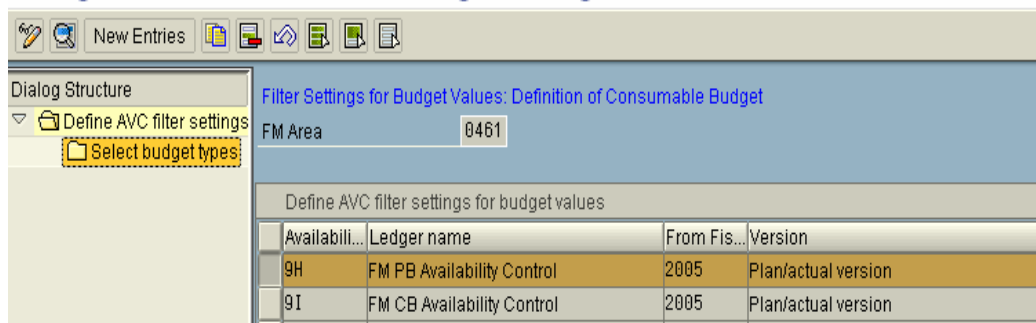 New Entries
Dialog Structure
Define AVC filter settings
Select budget types
Filter Settings for Budget Values: Definition of Consumable Budget
FM Area 0461
Define AVC filter settings for budget values
Availabili... Ledger name From Fis... Version
9H FM PB Availability Control 2005 Plan/actual version
9I FM CB Availability Control 2005 Plan/actual version